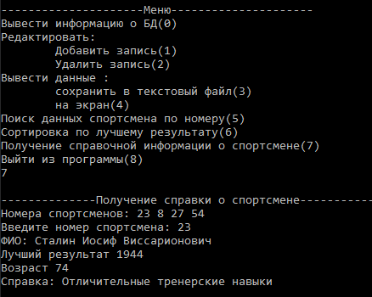 ---------------------Меню---------------------
Вывести информацию о БД(0)
Редактировать:
Добавить запись(1)
Удалить запись(2)
Вывести данные :
сохранить в текстовый файл(3)
на экран(4)
Поиск данных спортсмена по номеру(5)
Сортировка по лучшему результату(6)
Получение справочной информации о спортсмене(7)
Выйти из программы(8)
7
--------------Получение справки о спортсмене-----------
Номера спортсменов: 23 8 27 54
Введите номер спортсмена: 23
ФИО: Сталин Иосиф Виссарионович
Лучший результат 1944
Возраст 74
Справка: Отличительные тренерские навыки